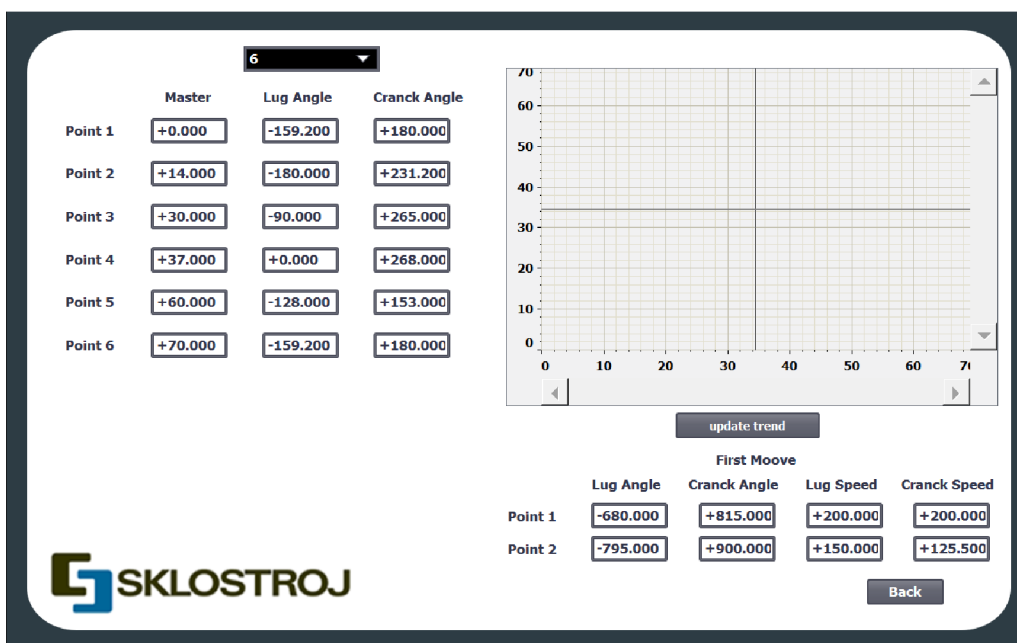 6
Master Lug Angle Cranck Angle
Point 1 +0.000 -159.200 +180.000
Point 2 +14.000 -180.000 +231.200
Point 3 +30.000 -90.000 +265.000
Point 4 +37.000 +0.000 +268.000
Point 5 +60.000 -128.000 +153.000
Point 6 +70.000 -159.200 +180.000
70
60
50
40
30
20
10
0
0 10 20 30 40 50 60 70
update trend
First Moove
Lug Angle Cranck Angle Lug Speed Cranck Speed
Point 1 -680.000 +815.000 +200.000 +200.000
Point 2 -795.000 +900.000 +150.000 +125.500
SKLOSTROJ
Back